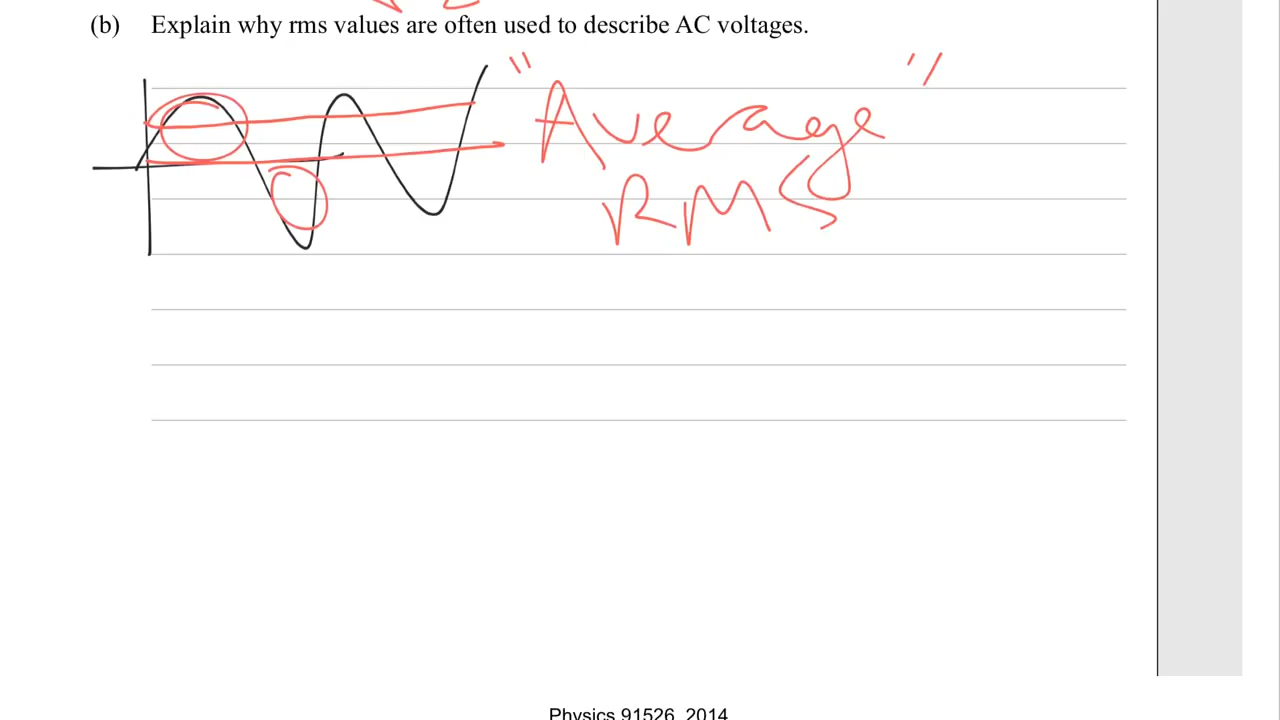 (b) Explain why rms values are often used to describe AC voltages.
"Average"
RMS
Physics 91526, 2014